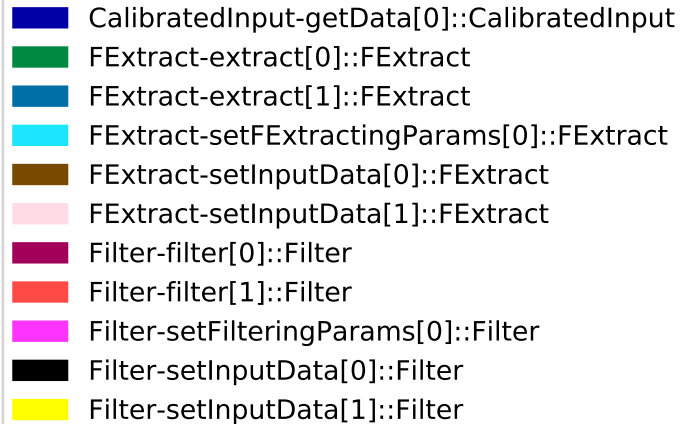 CalibratedInput-getData[0]::CalibratedInput
FExtract-extract[0]::FExtract
FExtract-extract[1]::FExtract
FExtract-setFExtractingParams[0]::FExtract
FExtract-setInputData[0]::FExtract
FExtract-setInputData[1]::FExtract
Filter-filter[0]::Filter
Filter-filter[1]::Filter
Filter-setFilteringParams[0]::Filter
Filter-setInputData[0]::Filter
Filter-setInputData[1]::Filter